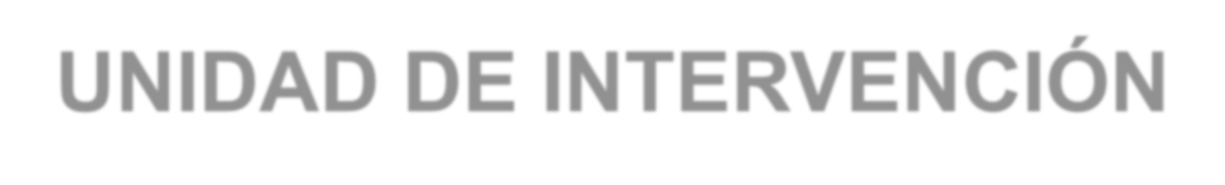 UNIDAD DE INTERVENCIÓN